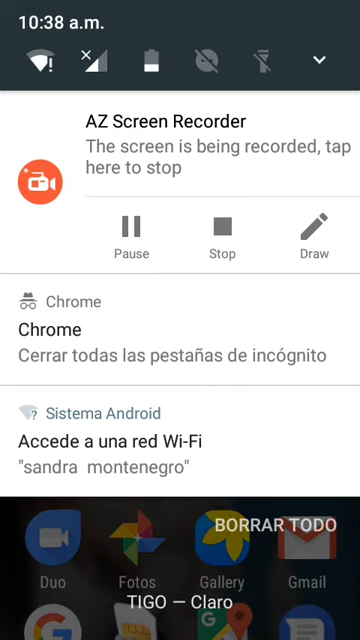 10:38 a.m.
AZ Screen Recorder
The screen is being recorded, tap
here to stop
Pause
Stop
Draw
Chrome
Chrome
Cerrar todas las pestañas de incógnito
Sistema Android
Accede a una red Wi-Fi
"sandra montenegro"
BORRAR TODO
Duo
Fotos
Gallery
Gmail
TIGO — Claro